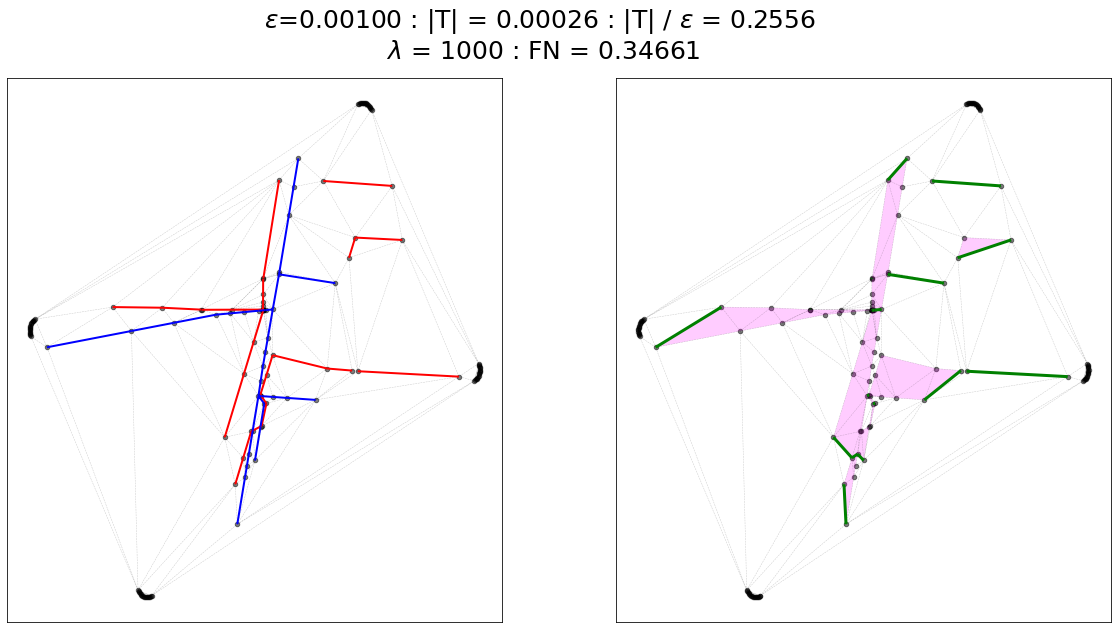 ε=0.00100 : |T| = 0.00026 : |T| / ε = 0.2556
λ = 1000 : FN = 0.34661